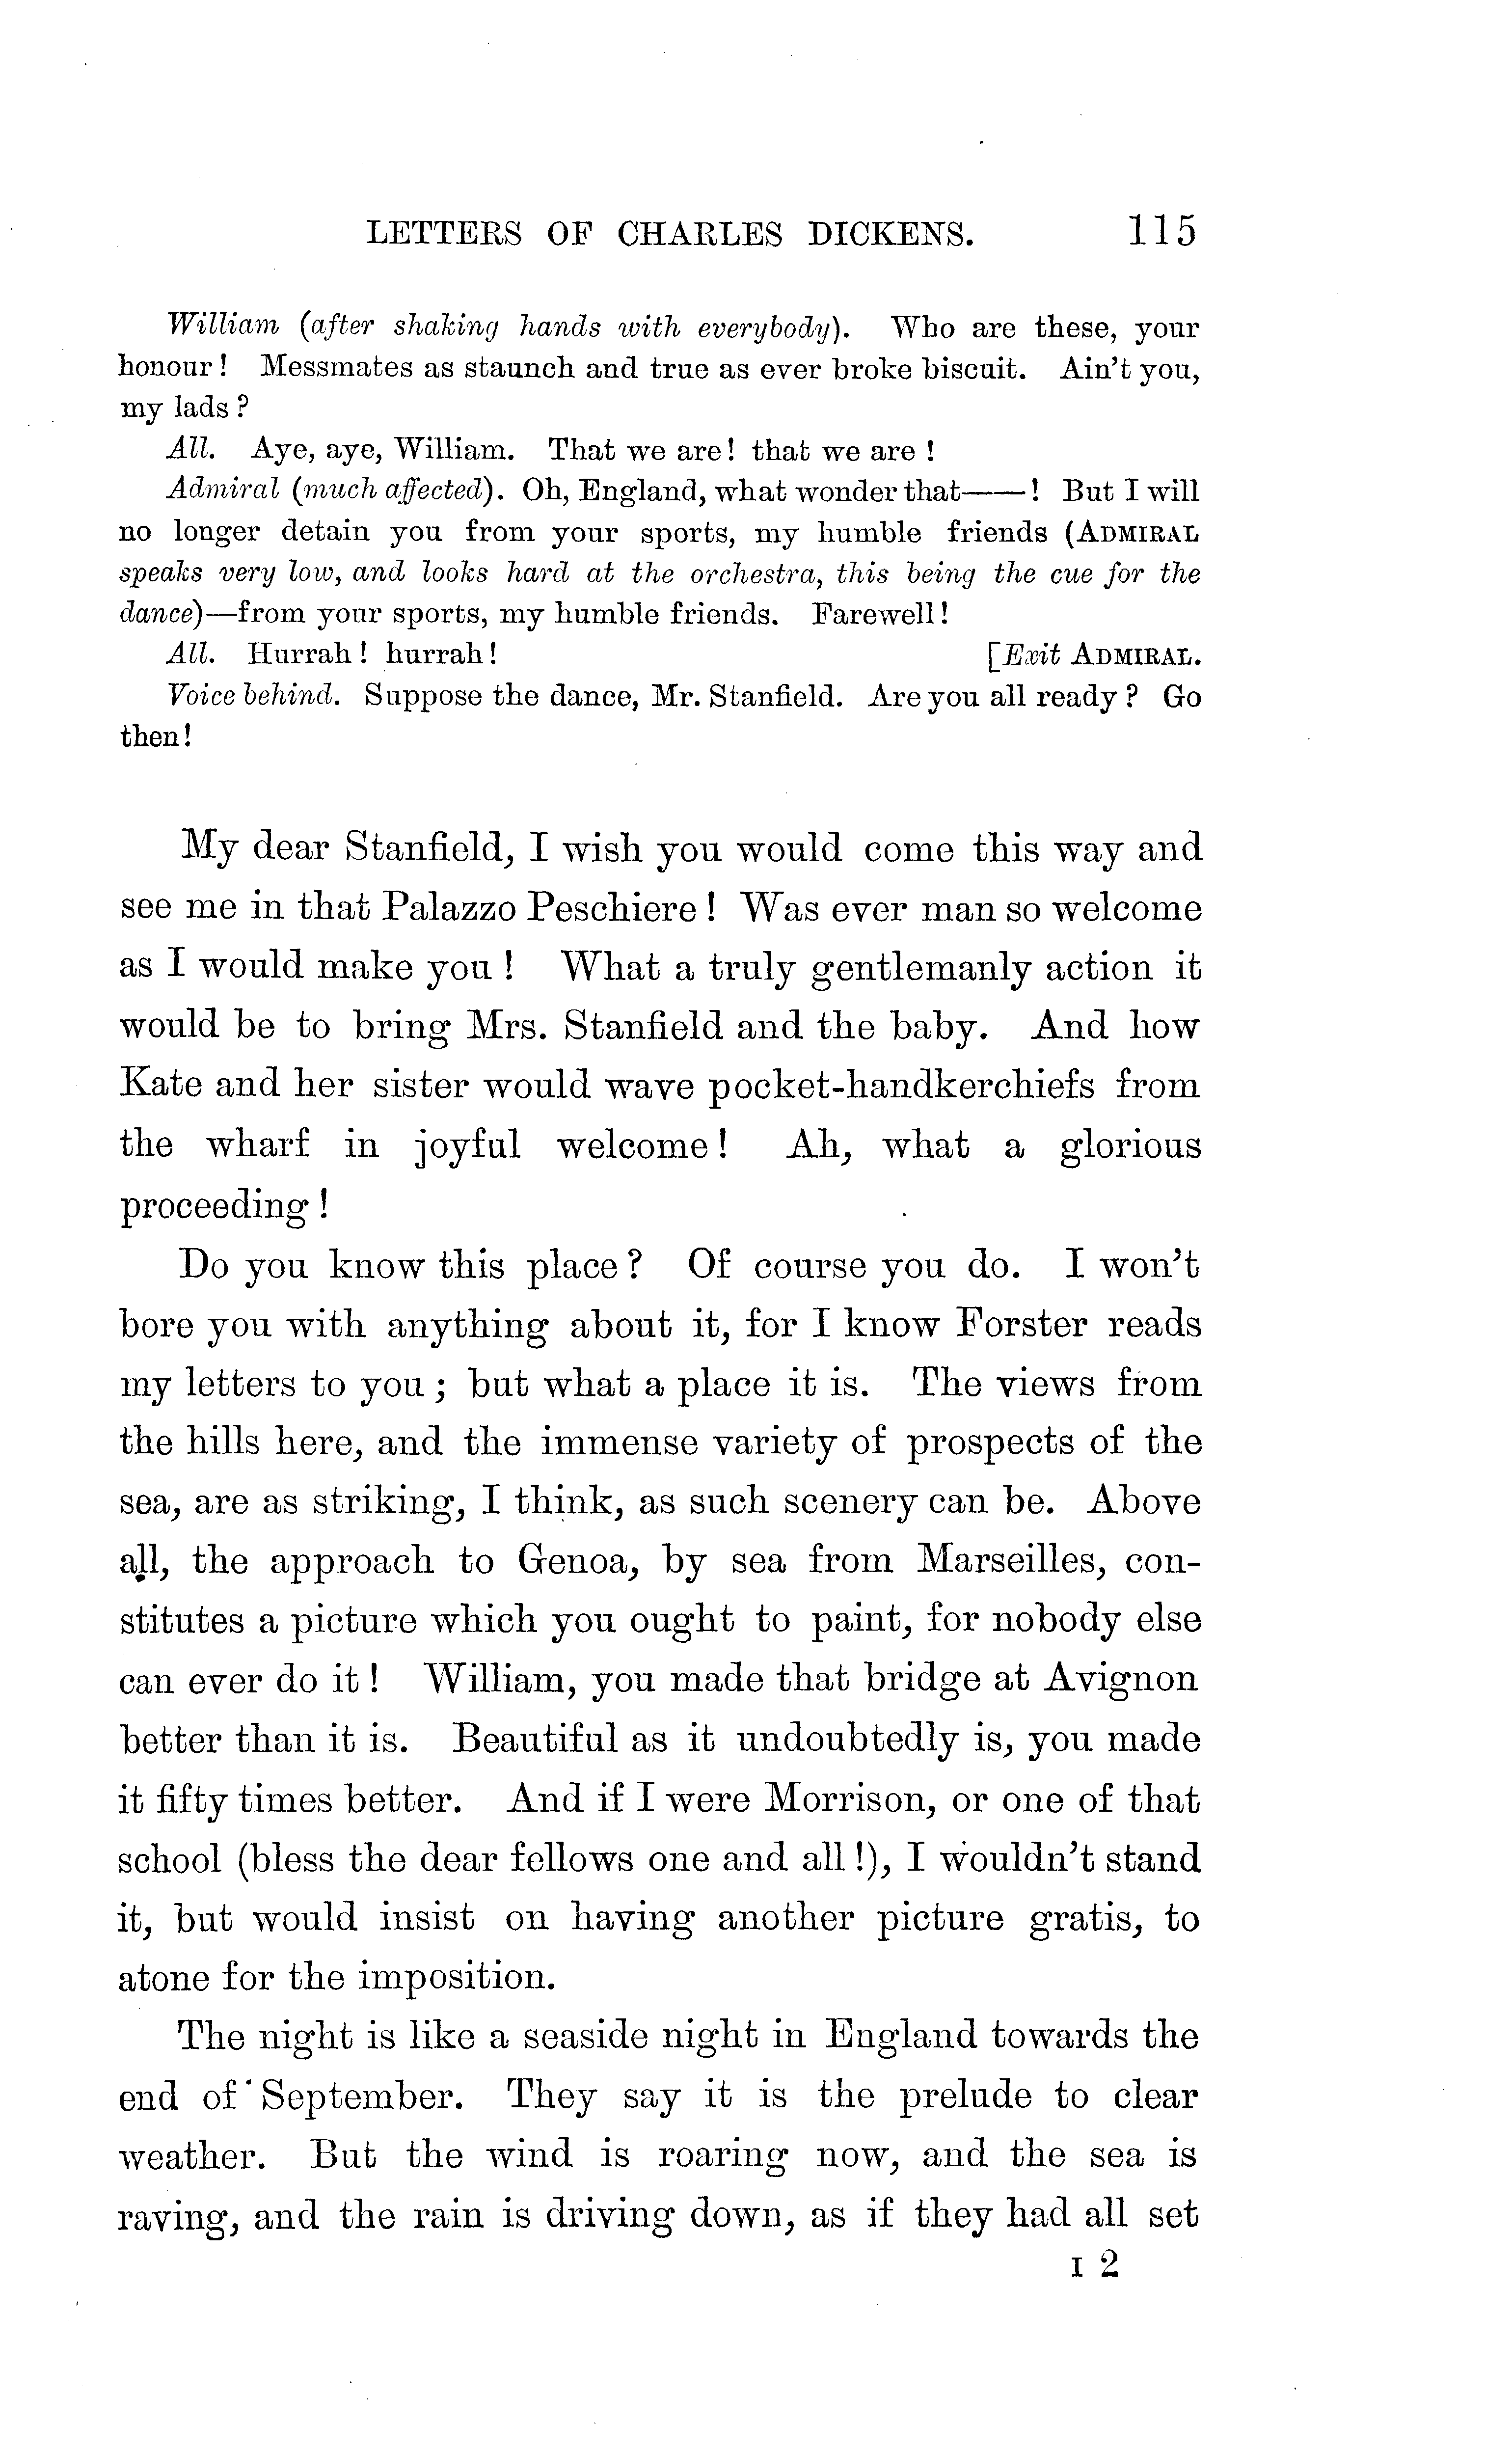 LETTERS OF CHARLES DICKENS. 115
William (after shaking hands with everybody). Who are these, your
honour! Messmates as staunch and true as ever broke biscuit. Ain't you,
my lads?
All. Aye, aye, William. That we are! that we are!
Admiral (much affected). Oh, England, what wonder that——! But I will
no longer detain you from your sports, my humble friends (ADMIRAL
speaks very low, and looks hard at the orchestra, this being the cue for the
dance)—from your sports, my humble friends. Farewell!
All. Hurrah! hurrah! [Exit ADMIRAL.
Voice behind. Suppose the dance, Mr. Stanfield. Are you all ready? Go
then!
My dear Stanfield, I wish you would come this way and
see me in that Palazzo Peschiere! Was ever man so welcome
as I would make you! What a truly gentlemanly action it
would be to bring Mrs. Stanfield and the baby. And how
Kate and her sister would wave pocket-handkerchiefs from
the wharf in joyful welcome! Ah, what a glorious
proceeding!
Do you know this place? Of course you do. I won't
bore you with anything about it, for I know Forster reads
my letters to you; but what a place it is. The views from
the hills here, and the immense variety of prospects of the
sea, are as striking, I think, as such scenery can be. Above
all, the approach to Genoa, by sea from Marseilles, con-
stitutes a picture which you ought to paint, for nobody else
can ever do it! William, you made that bridge at Avignon
better than it is. Beautiful as it undoubtedly is, you made
it fifty times better. And if I were Morrison, or one of that
school (bless the dear fellows one and all!), I wouldn't stand
it, but would insist on having another picture gratis, to
atone for the imposition.
The night is like a seaside night in England towards the
end of September. They say it is the prelude to clear
weather. But the wind is roaring now, and the sea is
raving, and the rain is driving down, as if they had all set
I 2